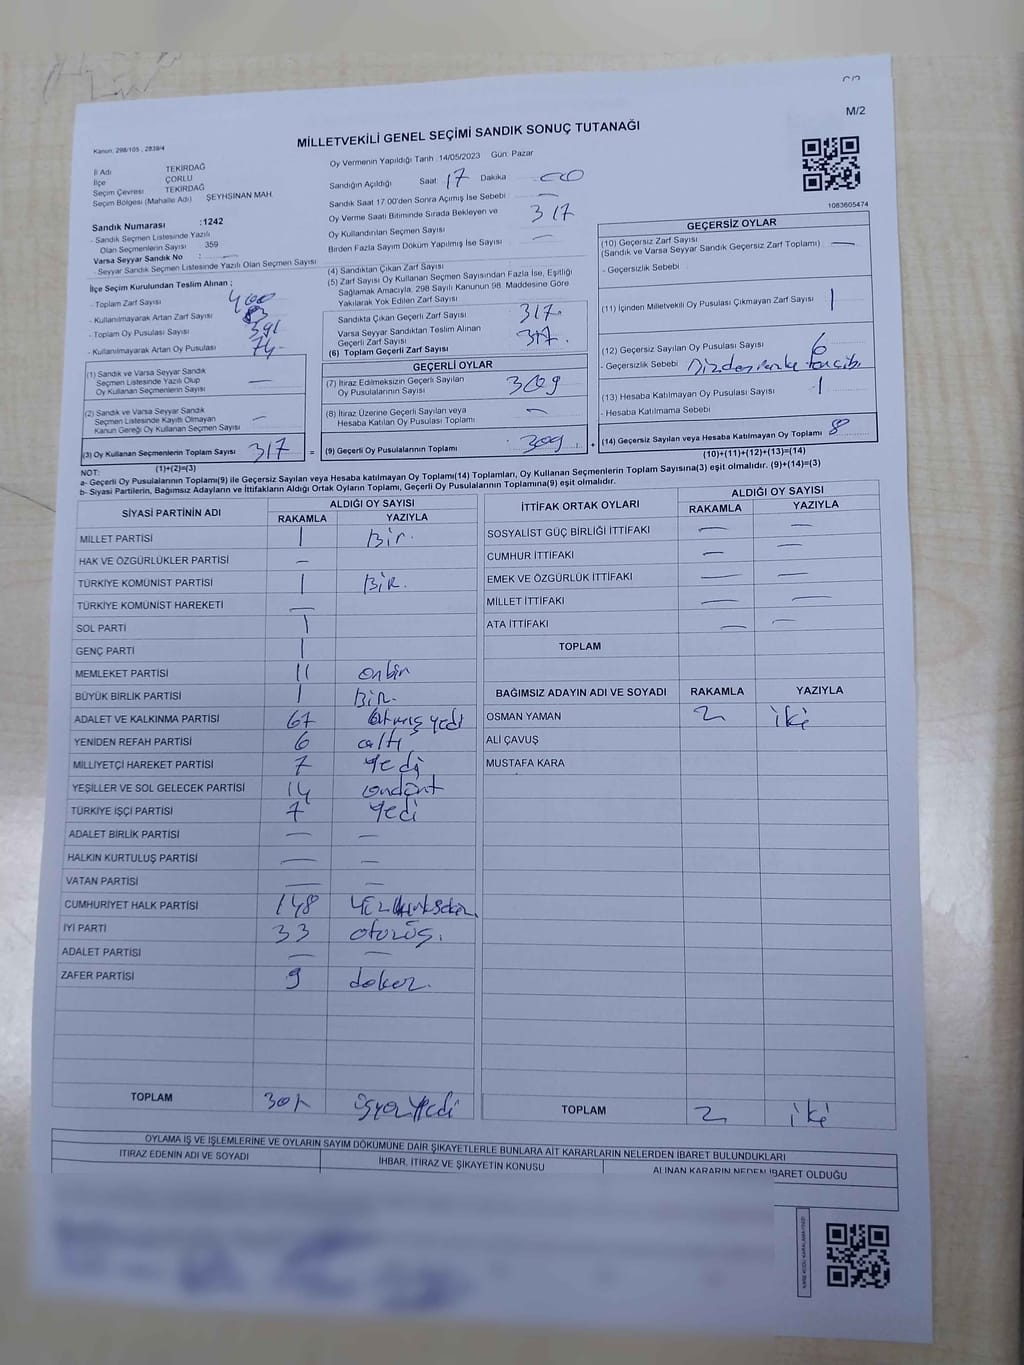 M/2
MİLLETVEKİLİ GENEL SEÇİMİ SANDIK SONUÇ TUTANAĞI
Kanun, 298/105 , 2839/4
İl Adı TEKİRDAĞ
İlçe ÇORLU
Seçim Çevresi TEKİRDAĞ
Seçim Bölgesi (Mahalle Adı) ŞEYHSİNAN MAH
Sandık Numarası :1242
- Sandık Seçmen Listesinde Yazılı
Olan Seçmenlerin Sayısı 359
Varsa Seyyar Sandık No :
- Seyyar Sandık Seçmen Listesinde Yazılı Olan Seçmen Sayısı
İlçe Seçim Kurulundan Teslim Alınan ;
- Toplam Zarf Sayısı 400
- Kullanılmayarak Artan Zarf Sayısı 83
- Toplam Oy Pusulası Sayısı 391
- Kullanılmayarak Artan Oy Pusulası 74-
(1) Sandık ve Varsa Seyyar Sandık
Seçmen Listesinde Yazılı Olup
Oy Kullanan Seçmenlerin Sayısı —
(2) Sandık ve Varsa Seyyar Sandık
Seçmen Listesinde Kayıtlı Olmayan
Kanun Gereği Oy Kullanan Seçmen Sayısı —
(3) Oy Kullanan Seçmenlerin Toplam Sayısı 317
(1)+(2)=(3)
Oy Vermenin Yapıldığı Tarih :14/05/2023 Gün: Pazar
Sandığın Açıldığı Saat 17 Dakika 00
Sandık Saat 17.00'den Sonra Açımış İse Sebebi —
Oy Verme Saati Bitiminde Sırada Bekleyen ve
Oy Kullandırılan Seçmen Sayısı 317
Birden Fazla Sayım Döküm Yapılmış İse Sayısı —
(4) Sandıktan Çıkan Zarf Sayısı
(5) Zarf Sayısı Oy Kullanan Seçmen Sayısından Fazla İse, Eşitliği
Sağlamak Amacıyla, 298 Sayılı Kanunun 98. Maddesine Göre
Yakılarak Yok Edilen Zarf Sayısı
Sandıkta Çıkan Geçerli Zarf Sayısı 317.
Varsa Seyyar Sandıktan Teslim Alınan
Geçerli Zarf Sayısı 317.
(6) Toplam Geçerli Zarf Sayısı
GEÇERLİ OYLAR
(7) İtiraz Edilmeksizin Geçerli Sayılan
Oy Pusulalarının Sayısı 309
(8) İtiraz Üzerine Geçerli Sayılan veya
Hesaba Katılan Oy Pusulası Toplamı —
= (9) Geçerli Oy Pusulalarının Toplamı 309.
1083605474
GEÇERSİZ OYLAR
(10) Geçersiz Zarf Sayısı
(Sandık ve Varsa Seyyar Sandık Geçersiz Zarf Toplamı) —
- Geçersizlik Sebebi
(11) İçinden Milletvekili Oy Pusulası Çıkmayan Zarf Sayısı 1
(12) Geçersiz Sayılan Oy Pusulası Sayısı 6
- Geçersizlik Sebebi
(13) Hesaba Katılmayan Oy Pusulası Sayısı 1
- Hesaba Katılmama Sebebi
+ (14) Geçersiz Sayılan veya Hesaba Katılmayan Oy Toplamı 8
(10)+(11)+(12)+(13)=(14)
NOT:
a- Geçerli Oy Pusulalarının Toplamı(9) ile Geçersiz Sayılan veya Hesaba katılmayan Oy Toplamı(14) Toplamları, Oy Kullanan Seçmenlerin Toplam Sayısına(3) eşit olmalıdır. (9)+(14)=(3)
b- Siyasi Partilerin, Bağımsız Adayların ve İttifakların Aldığı Ortak Oyların Toplamı, Geçerli Oy Pusulalarının Toplamına(9) eşit olmalıdır.
SİYASİ PARTİNİN ADI ALDIĞI OY SAYISI
RAKAMLA YAZIYLA
MİLLET PARTİSİ 1 Bir.
HAK VE ÖZGÜRLÜKLER PARTİSİ —
TÜRKİYE KOMÜNİST PARTİSİ 1 Bir.
TÜRKİYE KOMÜNİST HAREKETİ —
SOL PARTİ 1
GENÇ PARTİ 1
MEMLEKET PARTİSİ 11 onbir
BÜYÜK BİRLİK PARTİSİ 1 Bir.
ADALET VE KALKINMA PARTİSİ 67 altmış yedi
YENİDEN REFAH PARTİSİ 6 altı
MİLLİYETÇİ HAREKET PARTİSİ 7 Yedi
YEŞİLLER VE SOL GELECEK PARTİSİ 14 ondört
TÜRKİYE İŞÇİ PARTİSİ 7 Yedi
ADALET BİRLİK PARTİSİ — —
HALKIN KURTULUŞ PARTİSİ — —
VATAN PARTİSİ — —
CUMHURİYET HALK PARTİSİ 148 Yüzkırksekiz
İYİ PARTİ 33 otuzüç.
ADALET PARTİSİ — —
ZAFER PARTİSİ 9 dokuz.
TOPLAM 307 üçyüzyedi
İTTİFAK ORTAK OYLARI ALDIĞI OY SAYISI
RAKAMLA YAZIYLA
SOSYALİST GÜÇ BİRLİĞİ İTTİFAKI — —
CUMHUR İTTİFAKI — —
EMEK VE ÖZGÜRLÜK İTTİFAKI — —
MİLLET İTTİFAKI — —
ATA İTTİFAKI — —
TOPLAM
BAĞIMSIZ ADAYIN ADI VE SOYADI RAKAMLA YAZIYLA
OSMAN YAMAN 2 iki
ALİ ÇAVUŞ
MUSTAFA KARA
TOPLAM 2 iki
OYLAMA İŞ VE İŞLEMLERİNE VE OYLARIN SAYIM DÖKÜMÜNE DAİR ŞİKAYETLERLE BUNLARA AİT KARARLARIN NELERDEN İBARET BULUNDUKLARI
İTİRAZ EDENİN ADI VE SOYADI İHBAR, İTİRAZ VE ŞİKAYETİN KONUSU ALINAN KARARIN NEDEN İBARET OLDUĞU